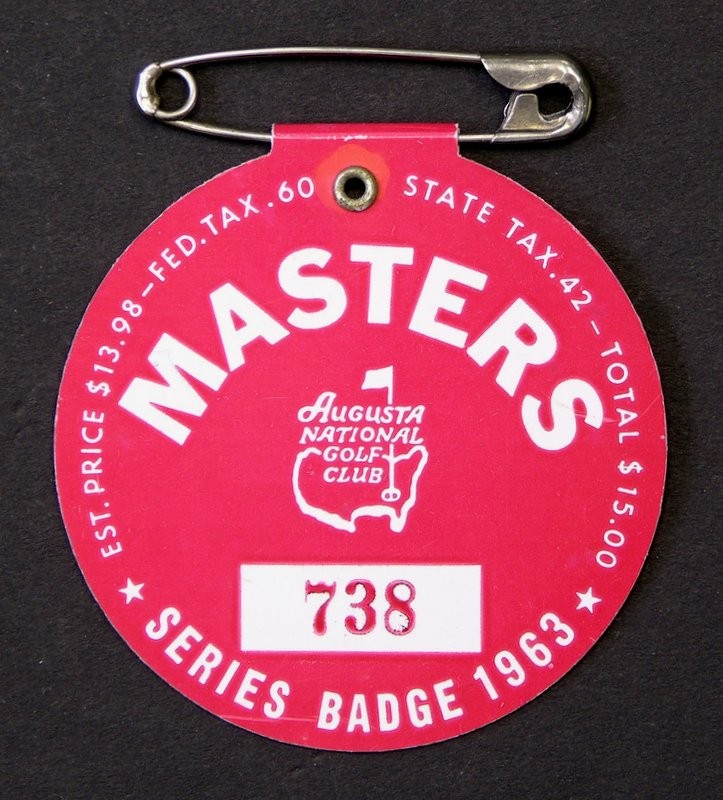 EST. PRICE $13.98–FED.TAX.60 STATE TAX.42–TOTAL $15.00
MASTERS
AUGUSTA
NATIONAL
GOLF
CLUB
738
★ SERIES BADGE 1963 ★